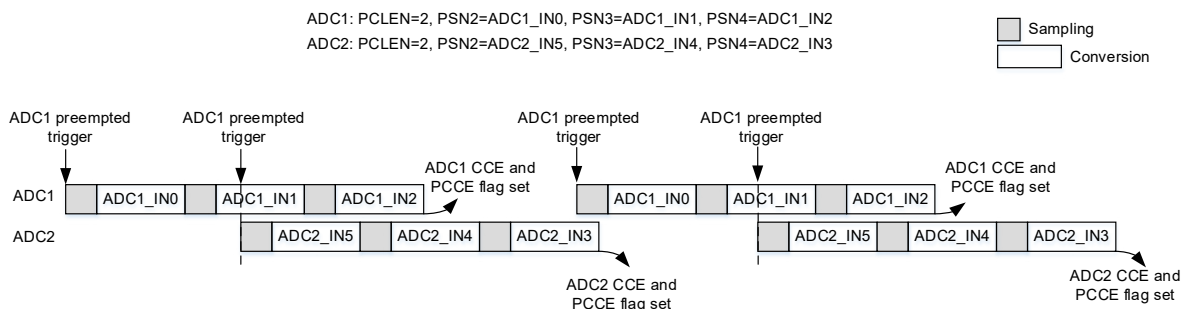 ADC1: PCLEN=2, PSN2=ADC1_IN0, PSN3=ADC1_IN1, PSN4=ADC1_IN2
ADC2: PCLEN=2, PSN2=ADC2_IN5, PSN3=ADC2_IN4, PSN4=ADC2_IN3
Sampling
Conversion
ADC1 preempted
trigger
ADC1 preempted
trigger
ADC1 CCE and
PCCE flag set
ADC1 preempted
trigger
ADC1 preempted
trigger
ADC1 CCE and
PCCE flag set
ADC1
ADC1_IN0
ADC1_IN1
ADC1_IN2
ADC1_IN0
ADC1_IN1
ADC1_IN2
ADC2
ADC2_IN5
ADC2_IN4
ADC2_IN3
ADC2_IN5
ADC2_IN4
ADC2_IN3
ADC2 CCE and
PCCE flag set
ADC2 CCE and
PCCE flag set